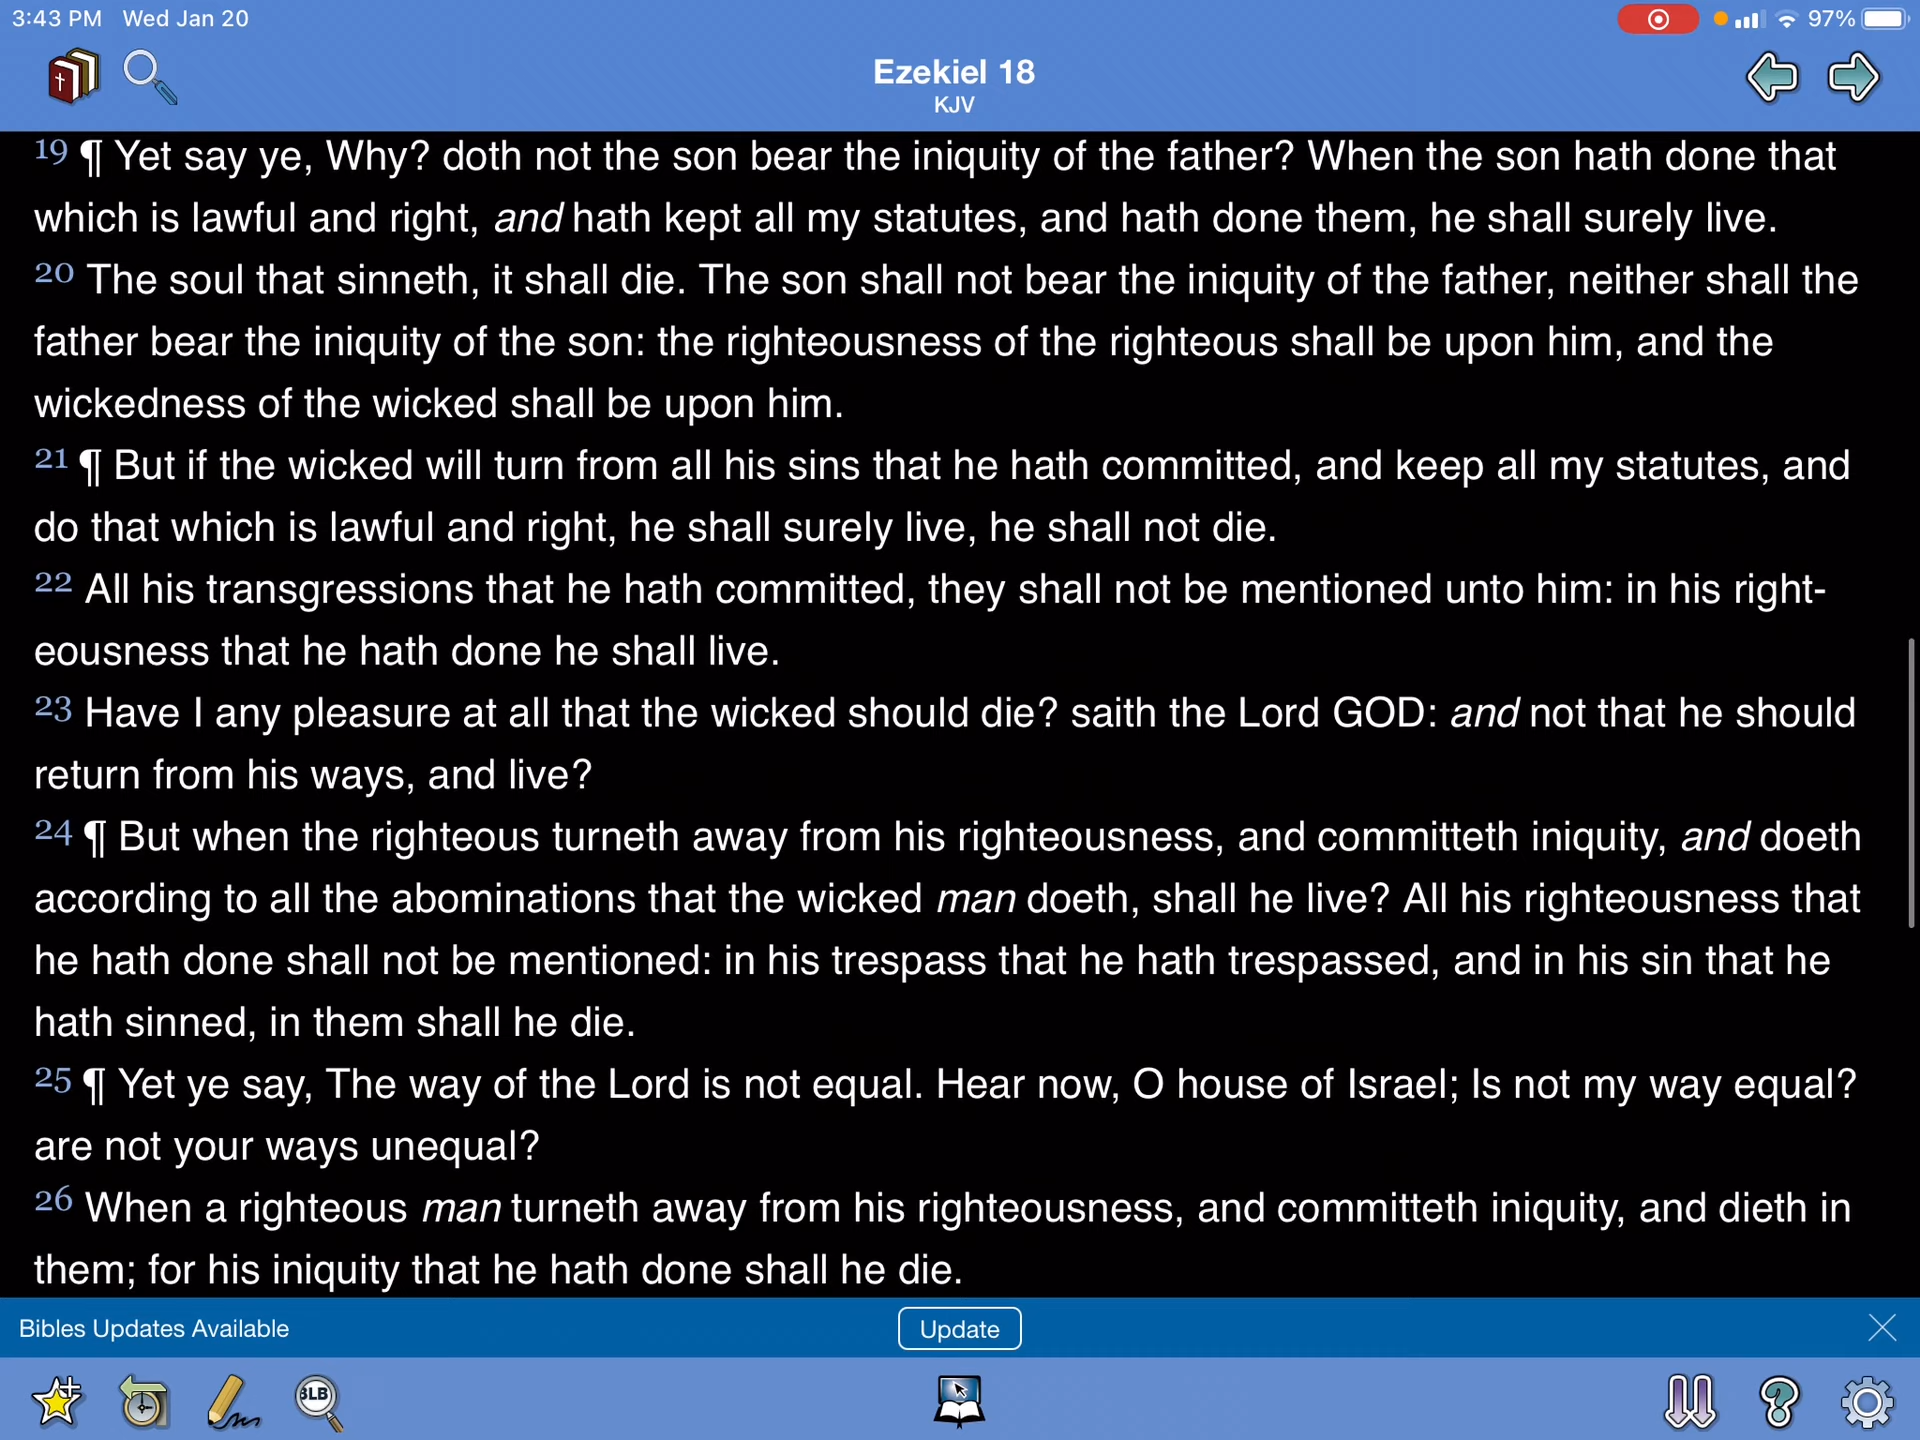 3:43 PM Wed Jan 20
97%
Ezekiel 18
KJV
19 ¶ Yet say ye, Why? doth not the son bear the iniquity of the father? When the son hath done that
which is lawful and right, and hath kept all my statutes, and hath done them, he shall surely live.
20 The soul that sinneth, it shall die. The son shall not bear the iniquity of the father, neither shall the
father bear the iniquity of the son: the righteousness of the righteous shall be upon him, and the
wickedness of the wicked shall be upon him.
21 ¶ But if the wicked will turn from all his sins that he hath committed, and keep all my statutes, and
do that which is lawful and right, he shall surely live, he shall not die.
22 All his transgressions that he hath committed, they shall not be mentioned unto him: in his right-
eousness that he hath done he shall live.
23 Have I any pleasure at all that the wicked should die? saith the Lord GOD: and not that he should
return from his ways, and live?
24 ¶ But when the righteous turneth away from his righteousness, and committeth iniquity, and doeth
according to all the abominations that the wicked man doeth, shall he live? All his righteousness that
he hath done shall not be mentioned: in his trespass that he hath trespassed, and in his sin that he
hath sinned, in them shall he die.
25 ¶ Yet ye say, The way of the Lord is not equal. Hear now, O house of Israel; Is not my way equal?
are not your ways unequal?
26 When a righteous man turneth away from his righteousness, and committeth iniquity, and dieth in
them; for his iniquity that he hath done shall he die.
Bibles Updates Available
Update
BLB